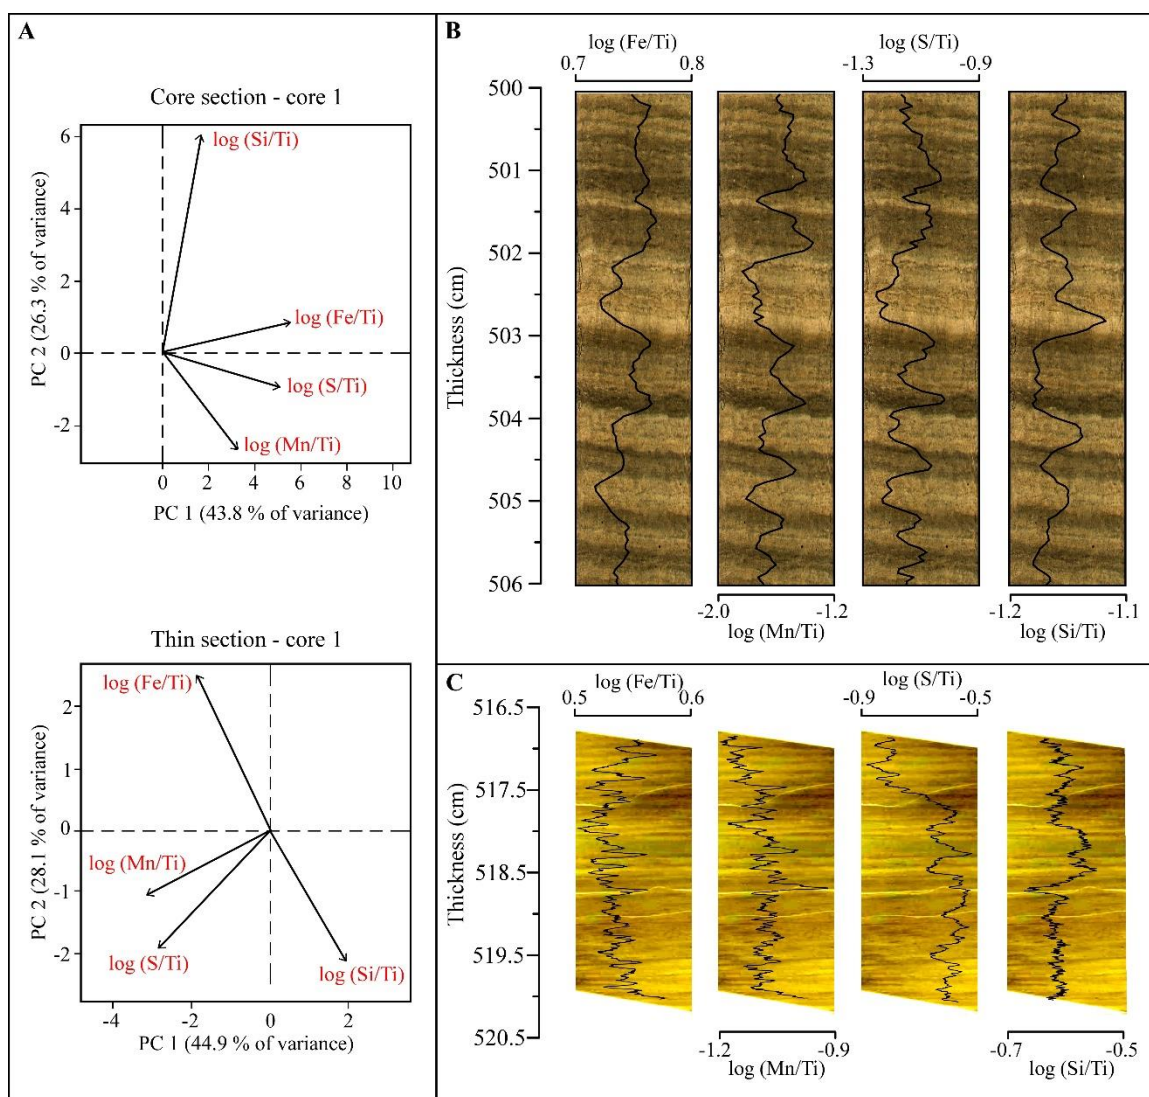 A
Core section - core 1
6
4
2
0
-2
log (Si/Ti)
log (Fe/Ti)
log (S/Ti)
log (Mn/Ti)
PC 2 (26.3 % of variance)
0 2 4 6 8 10
PC 1 (43.8 % of variance)
Thin section - core 1
2
1
0
-1
-2
log (Fe/Ti)
log (Mn/Ti)
log (S/Ti)
log (Si/Ti)
PC 2 (28.1 % of variance)
-4 -2 0 2
PC 1 (44.9 % of variance)
B
log (Fe/Ti)
0.7 0.8
log (S/Ti)
-1.3 -0.9
500
501
502
503
504
505
506
Thickness (cm)
-2.0 -1.2
log (Mn/Ti)
-1.2 -1.1
log (Si/Ti)
C
log (Fe/Ti)
0.5 0.6
log (S/Ti)
-0.9 -0.5
516.5
517.5
518.5
519.5
520.5
Thickness (cm)
-1.2 -0.9
log (Mn/Ti)
-0.7 -0.5
log (Si/Ti)